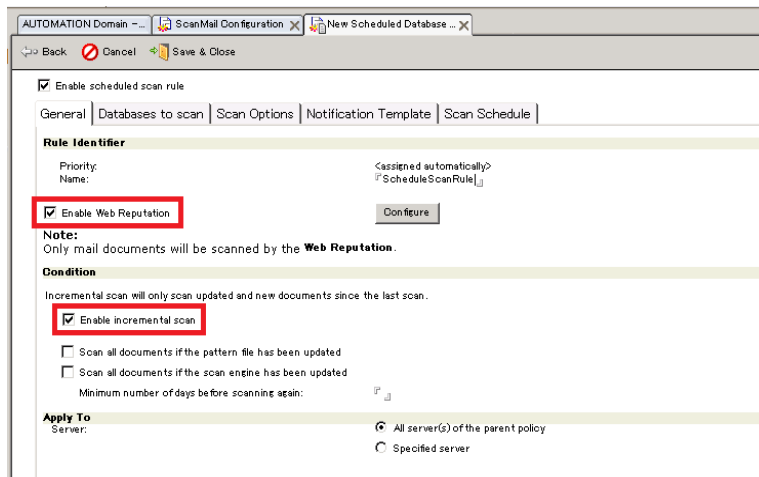 AUTOMATION Domain -... ScanMail Configuration New Scheduled Database ...
Back Cancel Save & Close
Enable scheduled scan rule
General Databases to scan Scan Options Notification Template Scan Schedule
Rule Identifier
Priority: <assigned automatically>
Name: ScheduleScanRule
Enable Web Reputation Configure
Note:
Only mail documents will be scanned by the Web Reputation.
Condition
Incremental scan will only scan updated and new documents since the last scan.
Enable incremental scan
Scan all documents if the pattern file has been updated
Scan all documents if the scan engine has been updated
Minimum number of days before scanning again:
Apply To
Server: All server(s) of the parent policy
Specified server